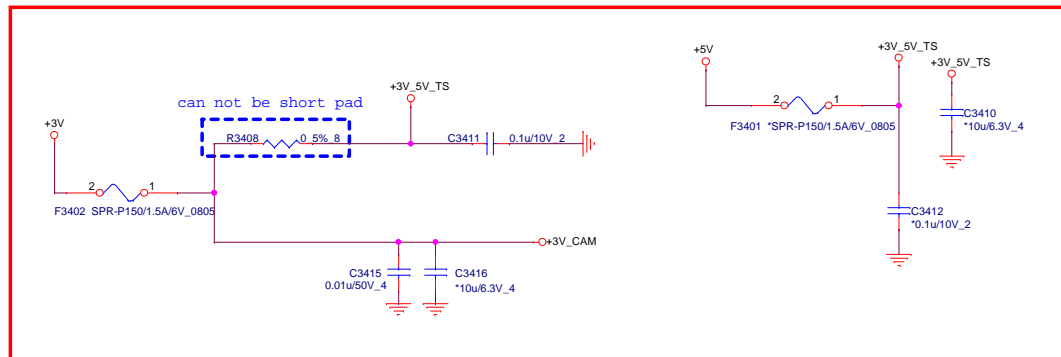 +3V_5V_TS
can not be short pad
+3V
R3408 0_5%_8
C3411 0.1u/10V_2
2 1
F3402 SPR-P150/1.5A/6V_0805
+3V_CAM
C3415
0.01u/50V_4
C3416
*10u/6.3V_4
+5V
+3V_5V_TS
+3V_5V_TS
2 1
F3401 *SPR-P150/1.5A/6V_0805
C3410
*10u/6.3V_4
C3412
*0.1u/10V_2